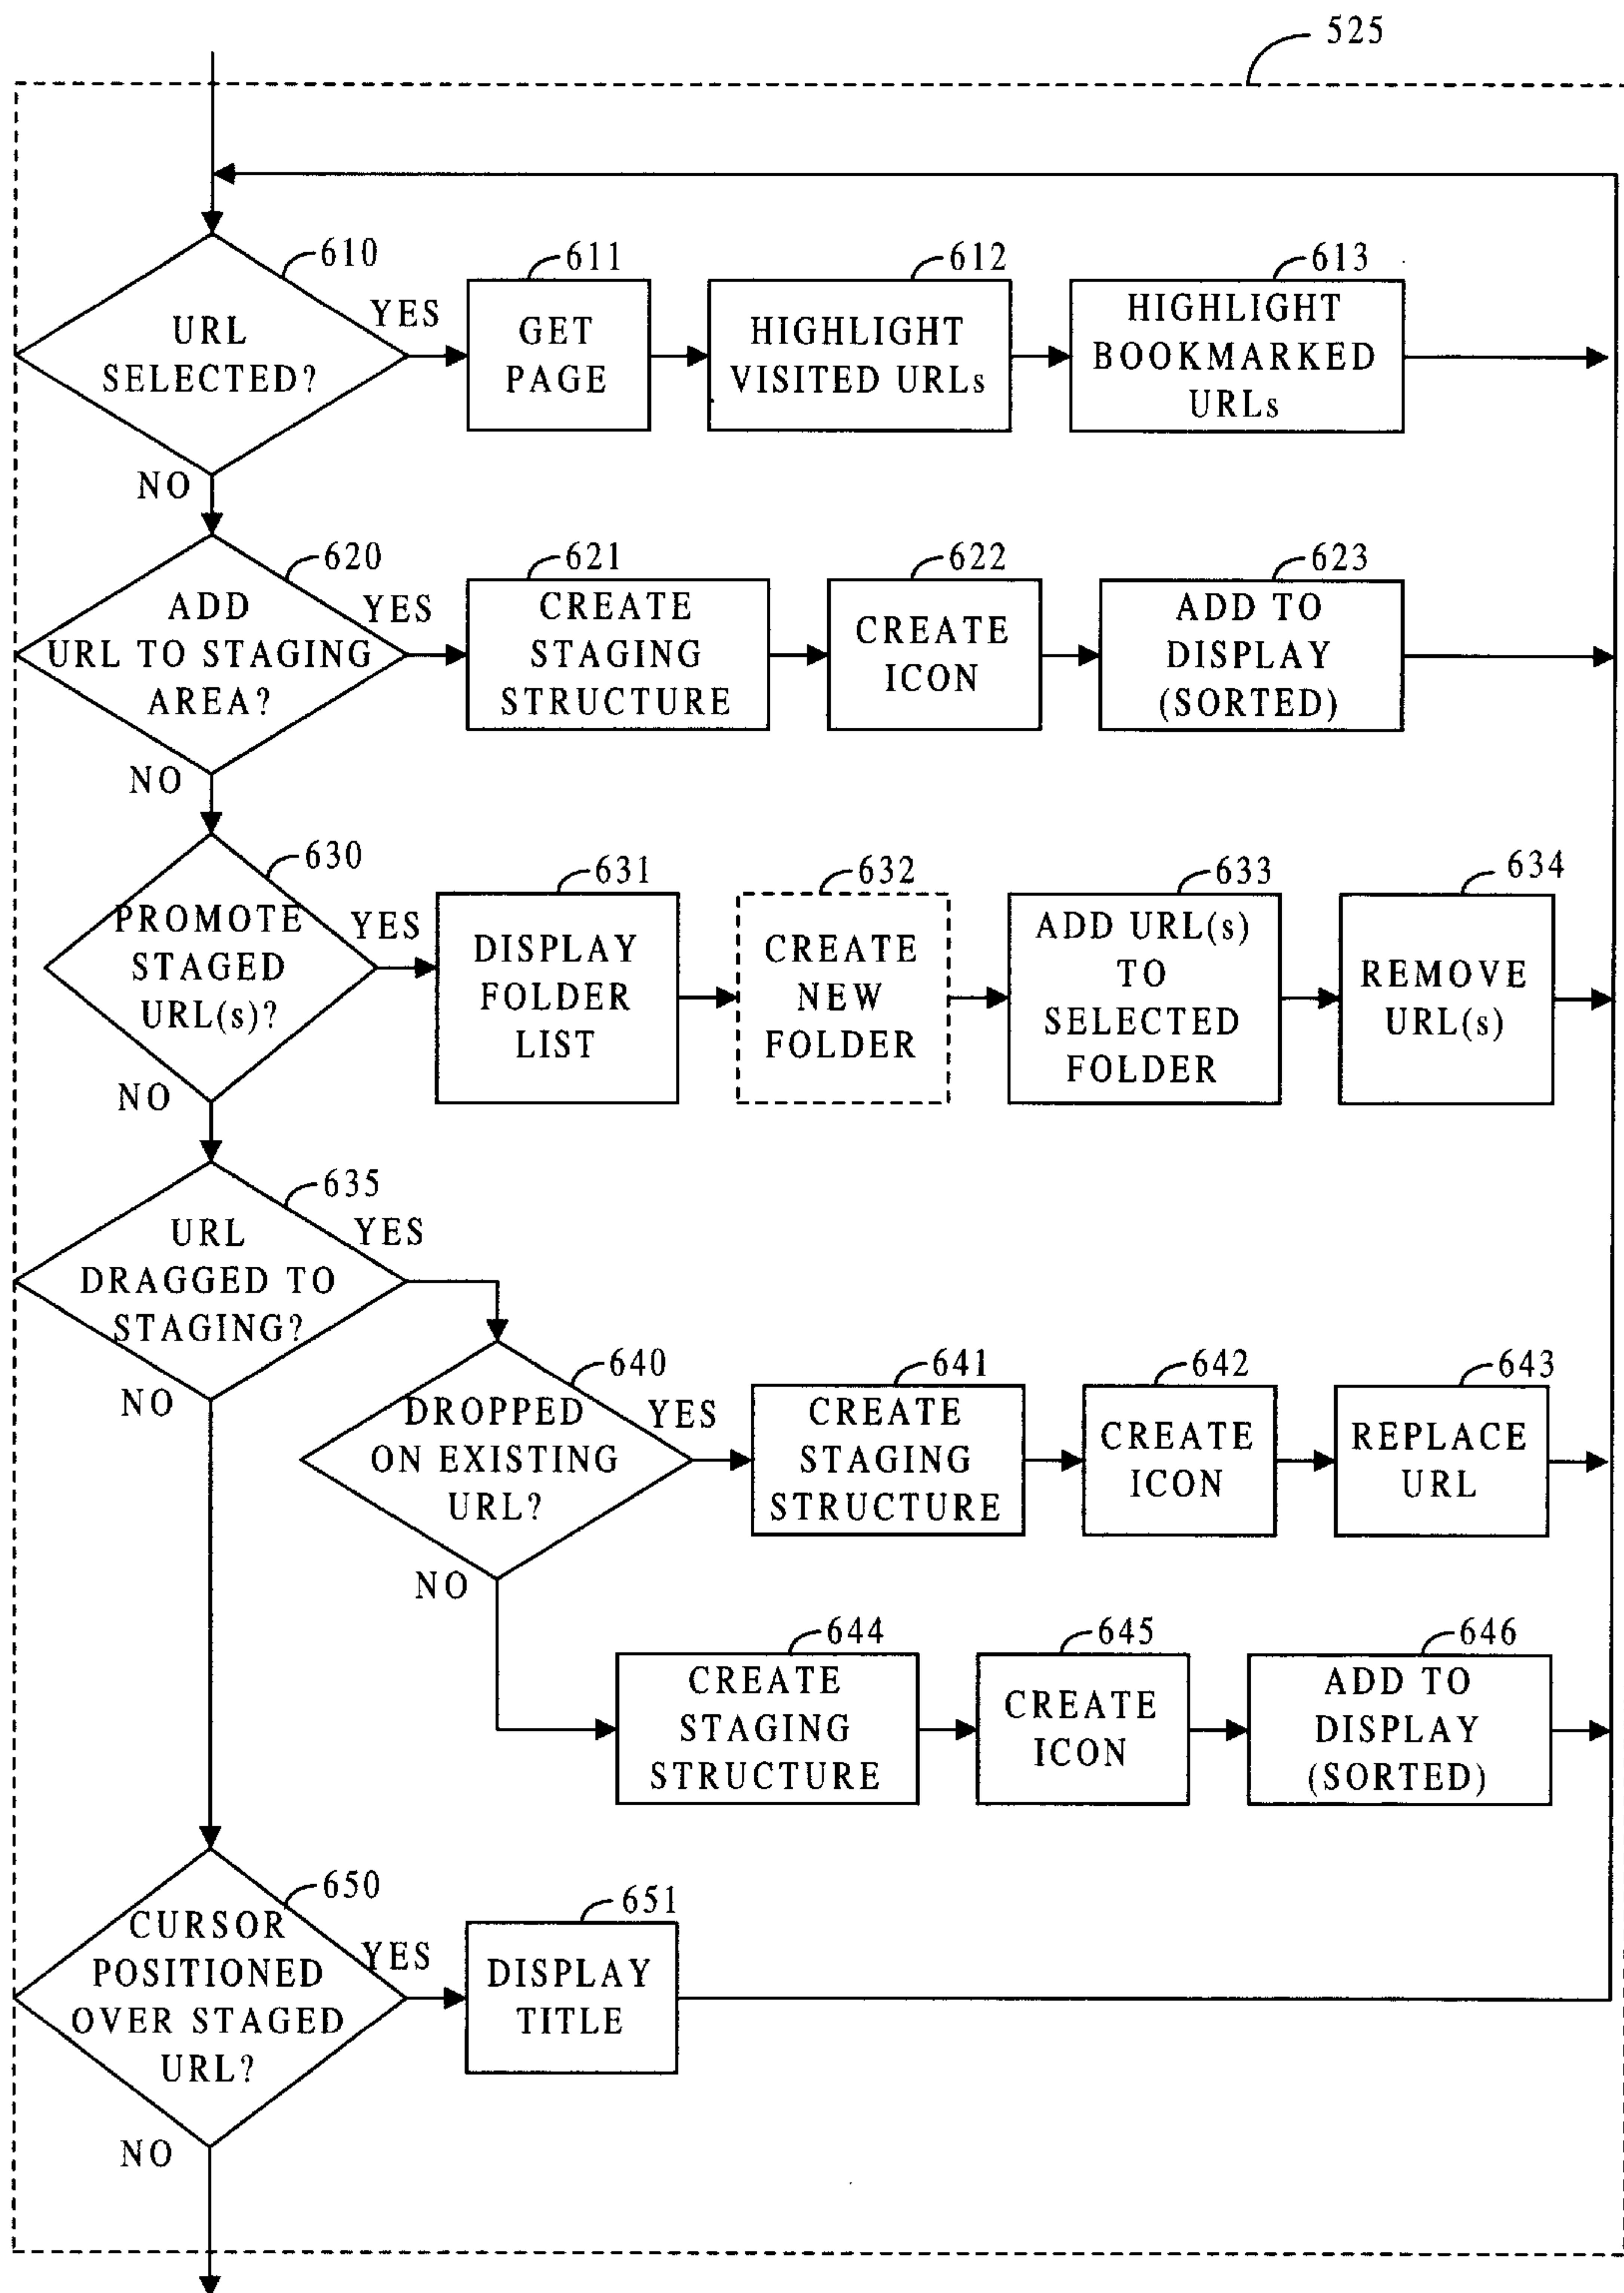 525
610
URL
SELECTED?
YES
NO
611
GET
PAGE
612
HIGHLIGHT
VISITED URLs
613
HIGHLIGHT
BOOKMARKED
URLs
620
ADD
URL TO STAGING
AREA?
YES
NO
621
CREATE
STAGING
STRUCTURE
622
CREATE
ICON
623
ADD TO
DISPLAY
(SORTED)
630
PROMOTE
STAGED
URL(s)?
YES
NO
631
DISPLAY
FOLDER
LIST
632
CREATE
NEW
FOLDER
633
ADD URL(s)
TO
SELECTED
FOLDER
634
REMOVE
URL(s)
635
URL
DRAGGED TO
STAGING?
YES
NO
640
DROPPED
ON EXISTING
URL?
YES
NO
641
CREATE
STAGING
STRUCTURE
642
CREATE
ICON
643
REPLACE
URL
644
CREATE
STAGING
STRUCTURE
645
CREATE
ICON
646
ADD TO
DISPLAY
(SORTED)
650
CURSOR
POSITIONED
OVER STAGED
URL?
YES
NO
651
DISPLAY
TITLE